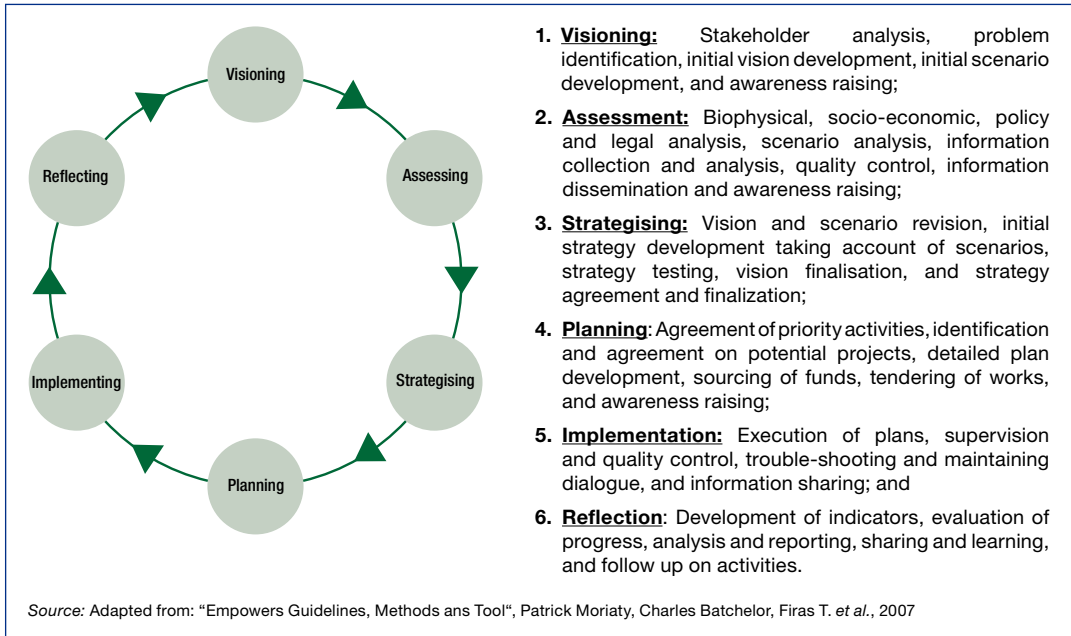 Visioning
Assessing
Strategising
Planning
Implementing
Reflecting
1. Visioning: Stakeholder analysis, problem
identification, initial vision development, initial scenario
development, and awareness raising;
2. Assessment: Biophysical, socio-economic, policy
and legal analysis, scenario analysis, information
collection and analysis, quality control, information
dissemination and awareness raising;
3. Strategising: Vision and scenario revision, initial
strategy development taking account of scenarios,
strategy testing, vision finalisation, and strategy
agreement and finalization;
4. Planning: Agreement of priority activities, identification
and agreement on potential projects, detailed plan
development, sourcing of funds, tendering of works,
and awareness raising;
5. Implementation: Execution of plans, supervision
and quality control, trouble-shooting and maintaining
dialogue, and information sharing; and
6. Reflection: Development of indicators, evaluation of
progress, analysis and reporting, sharing and learning,
and follow up on activities.
Source: Adapted from: “Empowers Guidelines, Methods ans Tool“, Patrick Moriaty, Charles Batchelor, Firas T. et al., 2007